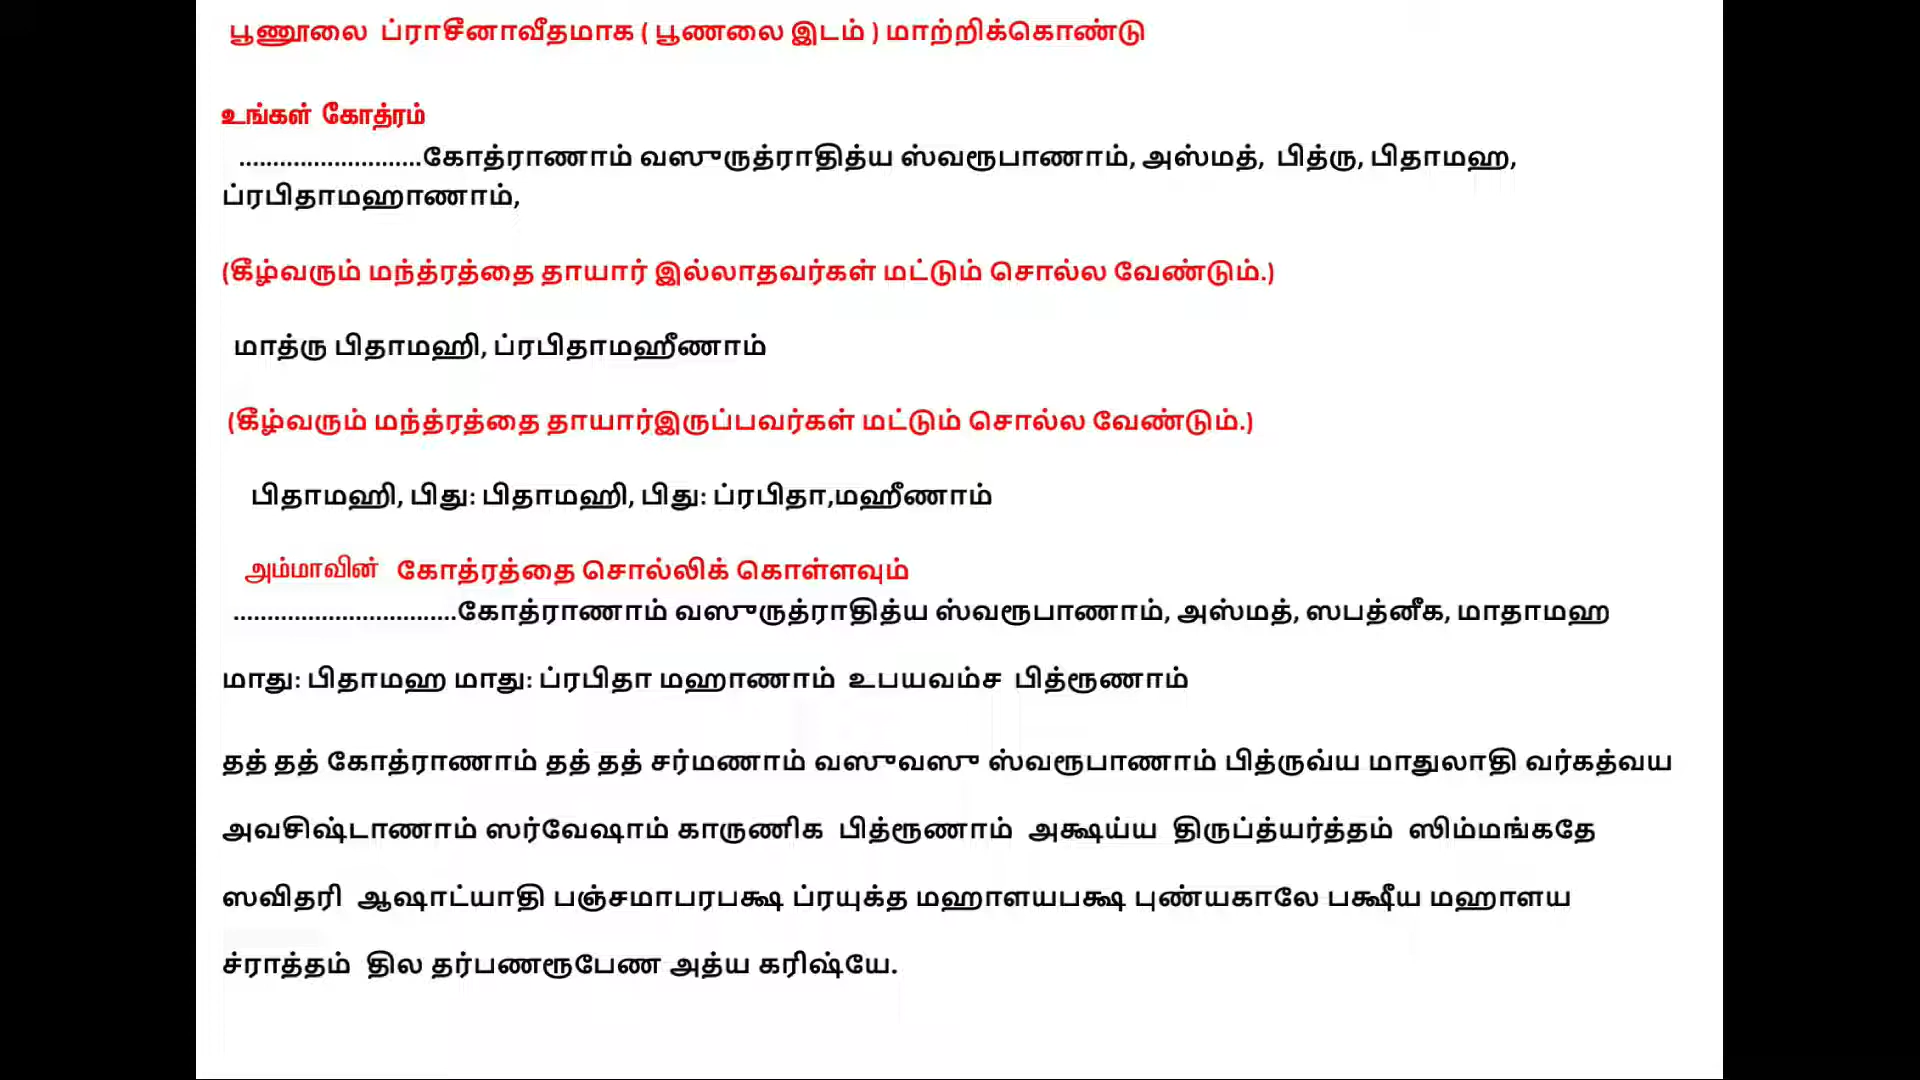 பூணூலை ப்ராசீனாவீதமாக ( பூணலை இடம் ) மாற்றிக்கொண்டு
உங்கள் கோத்ரம்
...........................கோத்ராணாம் வஸுருத்ராதித்ய ஸ்வரூபாணாம், அஸ்மத், பித்ரு, பிதாமஹ,
ப்ரபிதாமஹாணாம்,
(கீழ்வரும் மந்த்ரத்தை தாயார் இல்லாதவர்கள் மட்டும் சொல்ல வேண்டும்.)
மாத்ரு பிதாமஹி, ப்ரபிதாமஹீணாம்
(கீழ்வரும் மந்த்ரத்தை தாயார்இருப்பவர்கள் மட்டும் சொல்ல வேண்டும்.)
பிதாமஹி, பிது: பிதாமஹி, பிது: ப்ரபிதா,மஹீணாம்
அம்மாவின் கோத்ரத்தை சொல்லிக் கொள்ளவும்
.................................கோத்ராணாம் வஸுருத்ராதித்ய ஸ்வரூபாணாம், அஸ்மத், ஸபத்னீக, மாதாமஹ
மாது: பிதாமஹ மாது: ப்ரபிதா மஹாணாம் உபயவம்ச பித்ரூணாம்
தத் தத் கோத்ராணாம் தத் தத் சர்மணாம் வஸுவஸு ஸ்வரூபாணாம் பித்ருவ்ய மாதுலாதி வர்கத்வய
அவசிஷ்டாணாம் ஸர்வேஷாம் காருணிக பித்ரூணாம் அக்ஷய்ய திருப்த்யர்த்தம் ஸிம்மங்கதே
ஸவிதரி ஆஷாட்யாதி பஞ்சமாபரபக்ஷ ப்ரயுக்த மஹாளயபக்ஷ புண்யகாலே பக்ஷீய மஹாளய
ச்ராத்தம் தில தர்பணரூபேண அத்ய கரிஷ்யே.